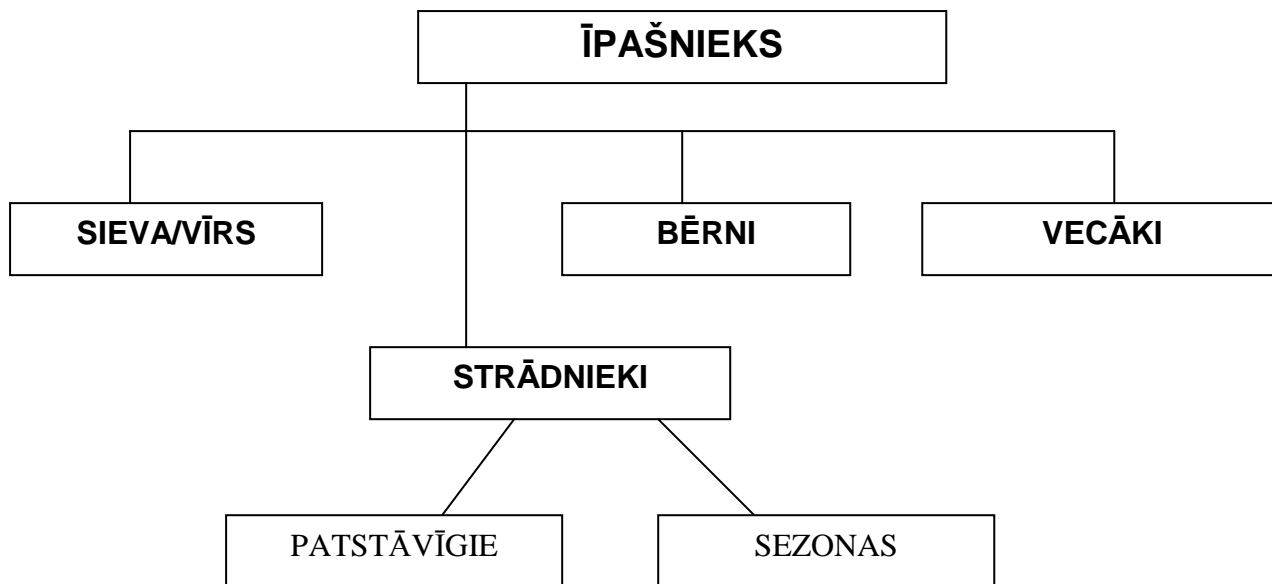 ĪPAŠNIEKS
SIEVA/VĪRS
BĒRNI
VECĀKI
STRĀDNIEKI
PATSTĀVĪGIE
SEZONAS